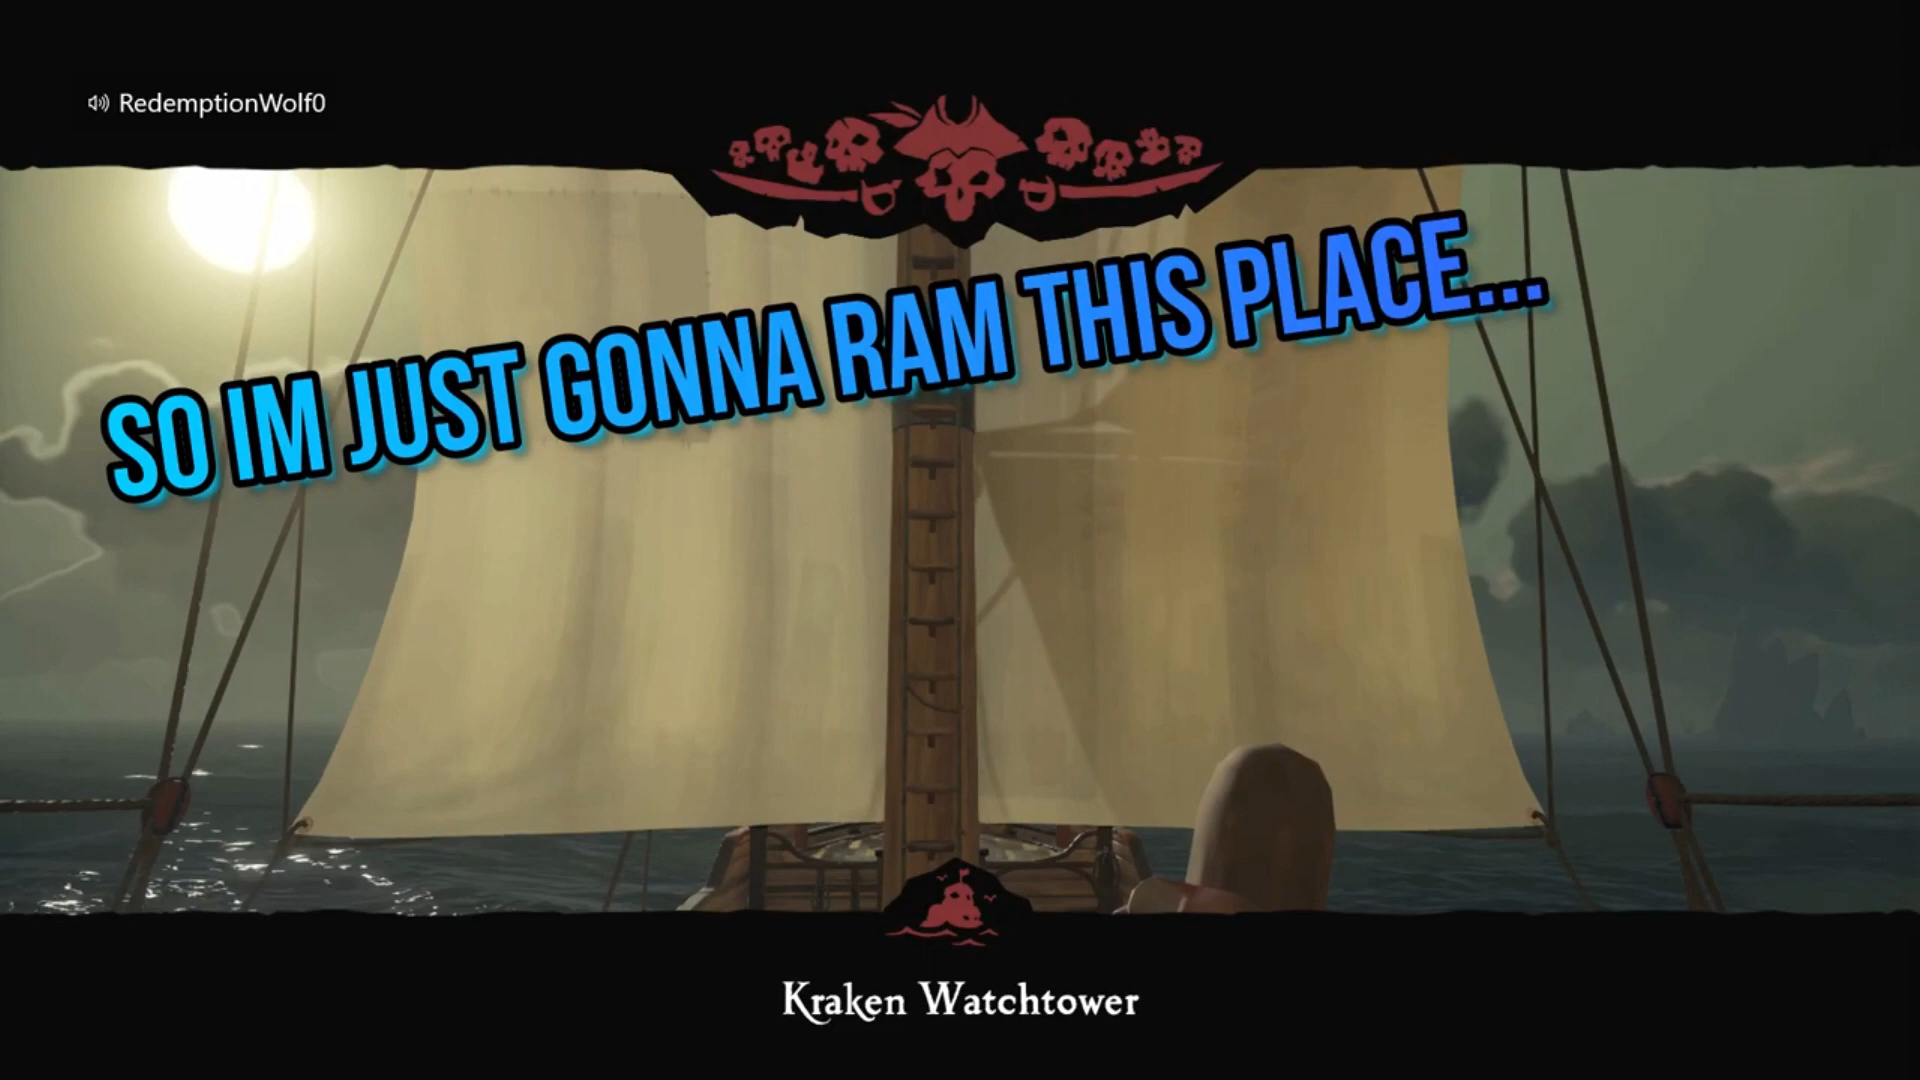 RedemptionWolf0
SO IM JUST GONNA RAM THIS PLACE...
Kraken Watchtower